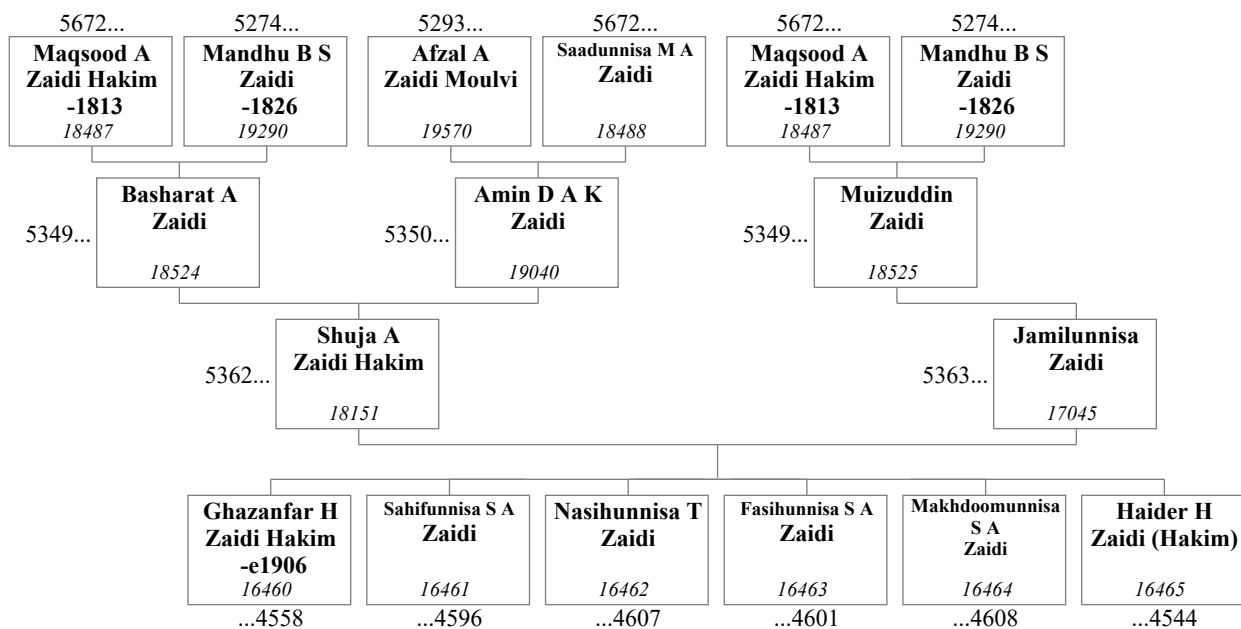 5672... 5274... 5293... 5672... 5672... 5274...
Maqsood A
Zaidi Hakim
-1813
18487
Mandhu B S
Zaidi
-1826
19290
Afzal A
Zaidi Moulvi
19570
Saadunnisa M A
Zaidi
18488
Maqsood A
Zaidi Hakim
-1813
18487
Mandhu B S
Zaidi
-1826
19290
5349...
Basharat A
Zaidi
18524
5350...
Amin D A K
Zaidi
19040
5349...
Muizuddin
Zaidi
18525
5362...
Shuja A
Zaidi Hakim
18151
5363...
Jamilunnisa
Zaidi
17045
Ghazanfar H
Zaidi Hakim
-e1906
16460
Sahifunnisa S A
Zaidi
16461
Nasihunnisa T
Zaidi
16462
Fasihunnisa S A
Zaidi
16463
Makhdoomunnisa
S A
Zaidi
16464
Haider H
Zaidi (Hakim)
16465
...4558 ...4596 ...4607 ...4601 ...4608 ...4544